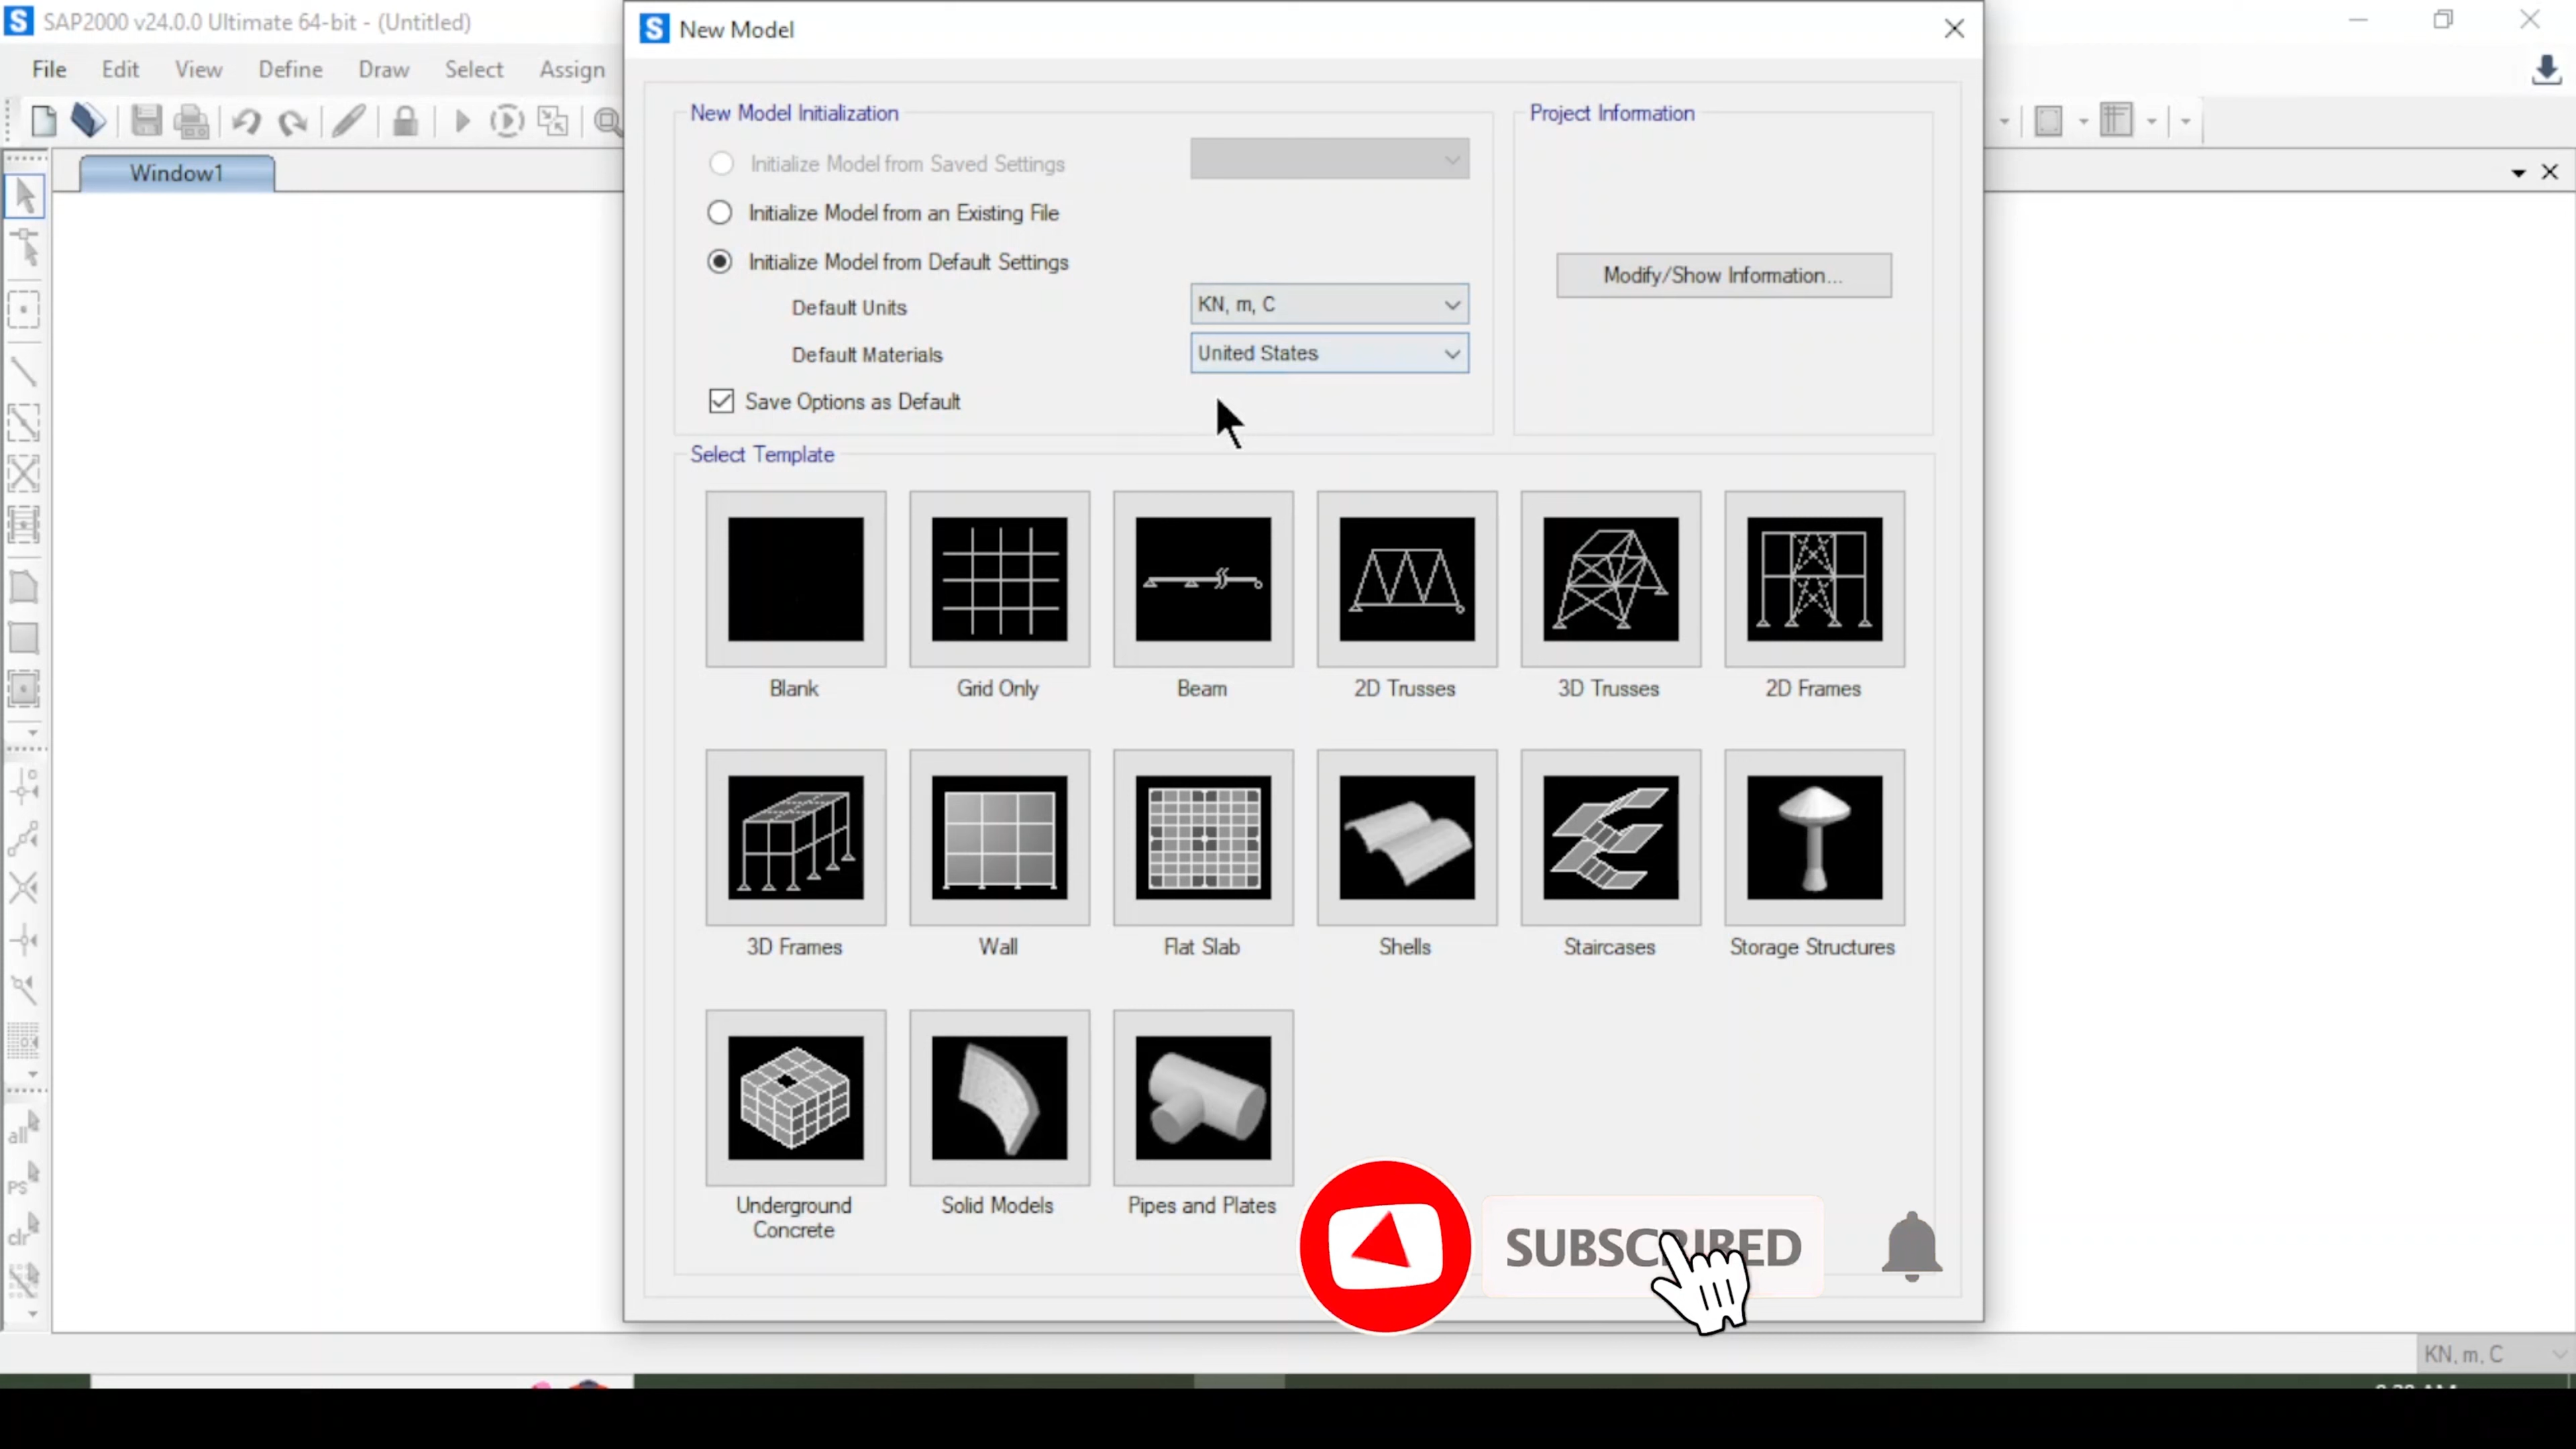 SAP2000 v24.0.0 Ultimate 64-bit - (Untitled)
File Edit View Define Draw Select Assign
Window1
New Model
New Model Initialization
Initialize Model from Saved Settings
Initialize Model from an Existing File
Initialize Model from Default Settings
Default Units KN, m, C
Default Materials United States
Save Options as Default
Project Information
Modify/Show Information...
Select Template
Blank Grid Only Beam 2D Trusses 3D Trusses 2D Frames
3D Frames Wall Flat Slab Shells Staircases Storage Structures
Underground
Concrete
Solid Models Pipes and Plates
SUBSCRIBED
all
PS
clr
KN, m, C